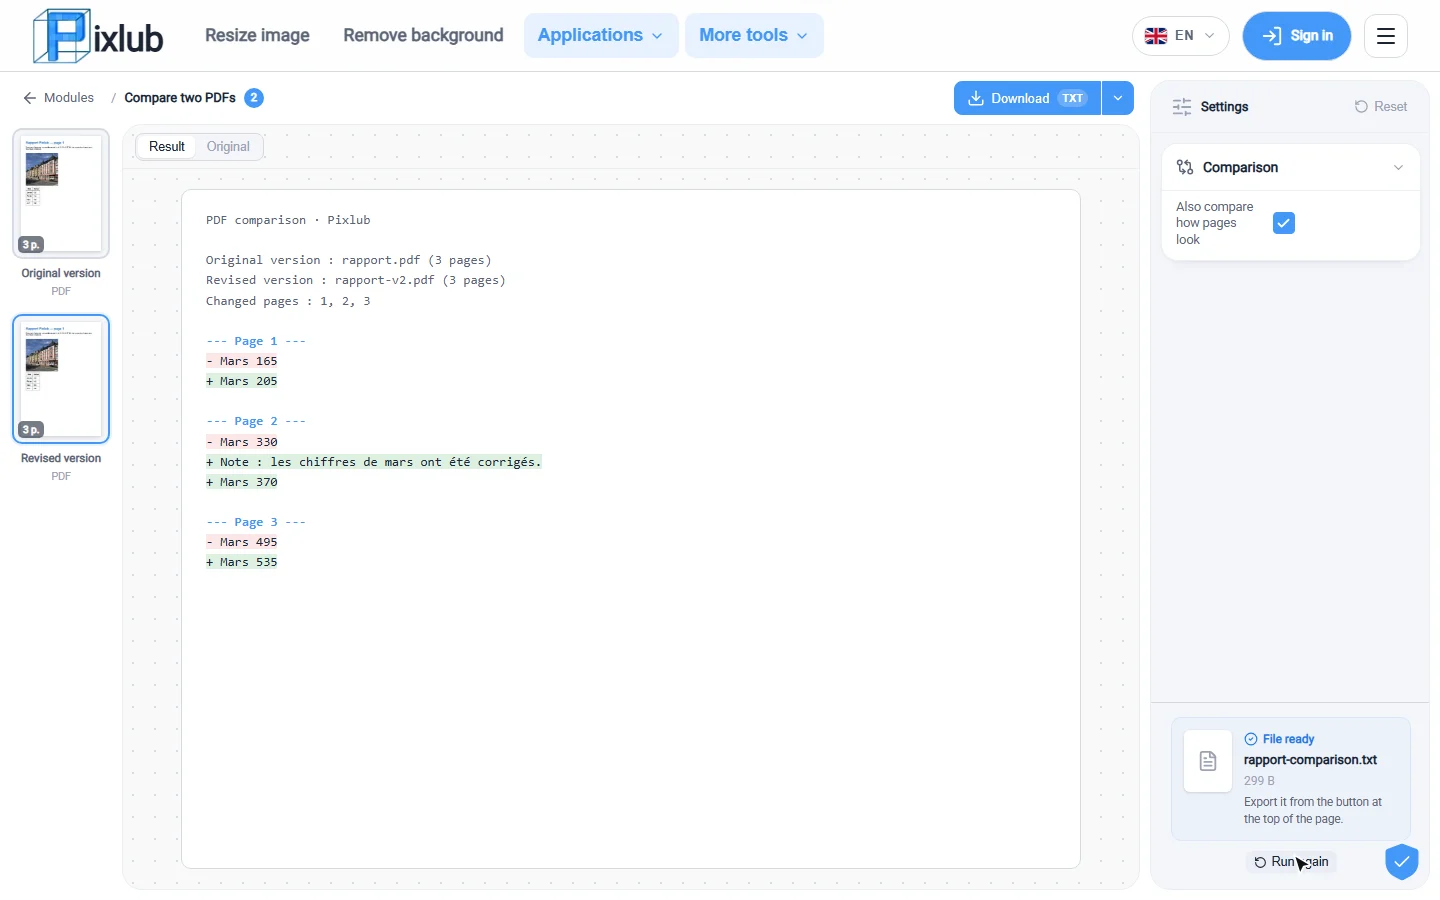 Pixlub
Resize image
Remove background
Applications
More tools
EN
Sign in
Modules / Compare two PDFs 2
Download TXT
Settings
Reset
Result
Original
Comparison
Also compare
how pages
look
3 p.
Original version
PDF
3 p.
Revised version
PDF
PDF comparison · Pixlub
Original version : rapport.pdf (3 pages)
Revised version : rapport-v2.pdf (3 pages)
Changed pages : 1, 2, 3
--- Page 1 ---
- Mars 165
+ Mars 205
--- Page 2 ---
- Mars 330
+ Note : les chiffres de mars ont été corrigés.
+ Mars 370
--- Page 3 ---
- Mars 495
+ Mars 535
File ready
rapport-comparison.txt
299 B
Export it from the button at
the top of the page.
Run again